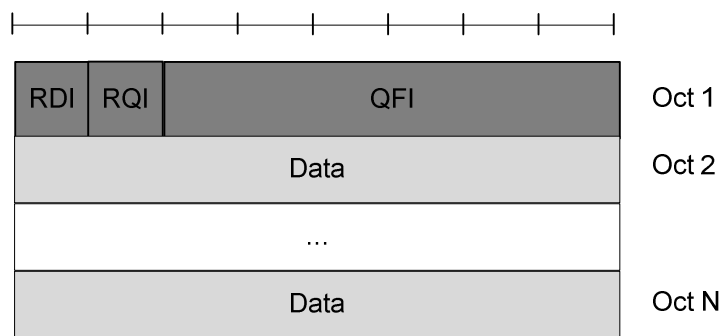 RDI RQI QFI Oct 1
Data Oct 2
...
Data Oct N